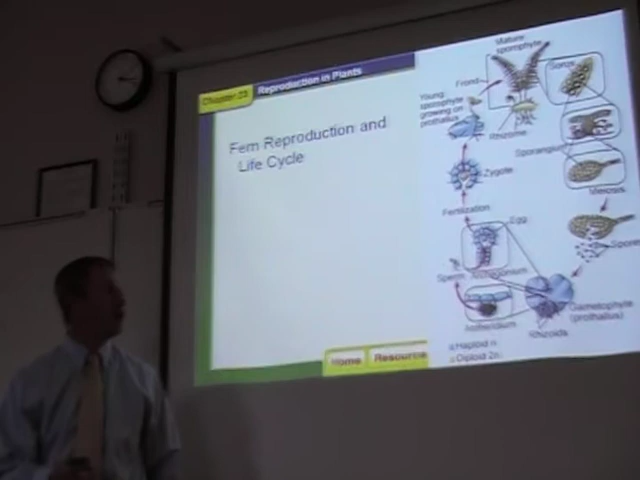 Chapter 23 Reproduction in Plants
Fern Reproduction and
Life Cycle
Mature
sporophyte
Frond
Sorus
Young
sporophyte
growing on
prothallus
Rhizome
Sporangium
Zygote
Meiosis
Fertilization
Egg
Spores
Sperm
Archegonium
Gametophyte
(prothallus)
Antheridium
Rhizoids
Haploid n
Diploid 2n
Home
Resource